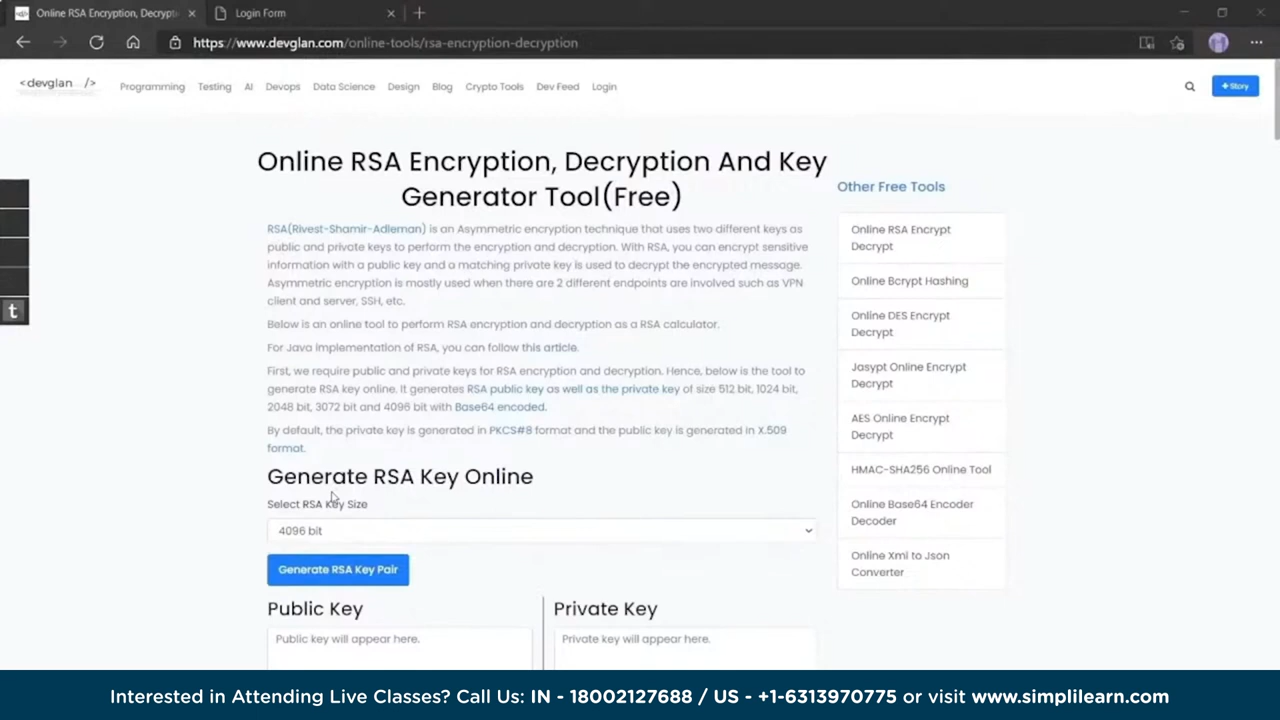 Online RSA Encryption, Decrypti
Login Form
https://www.devglan.com/online-tools/rsa-encryption-decryption
<devglan />
Programming Testing AI Devops Data Science Design Blog Crypto Tools Dev Feed Login
+Story
Online RSA Encryption, Decryption And Key
Generator Tool(Free)
RSA(Rivest-Shamir-Adleman) is an Asymmetric encryption technique that uses two different keys as
public and private keys to perform the encryption and decryption. With RSA, you can encrypt sensitive
information with a public key and a matching private key is used to decrypt the encrypted message.
Asymmetric encryption is mostly used when there are 2 different endpoints are involved such as VPN
client and server, SSH, etc.
Below is an online tool to perform RSA encryption and decryption as a RSA calculator.
For Java implementation of RSA, you can follow this article.
First, we require public and private keys for RSA encryption and decryption. Hence, below is the tool to
generate RSA key online. It generates RSA public key as well as the private key of size 512 bit, 1024 bit,
2048 bit, 3072 bit and 4096 bit with Base64 encoded.
By default, the private key is generated in PKCS#8 format and the public key is generated in X.509
format.
Generate RSA Key Online
Select RSA Key Size
4096 bit
Generate RSA Key Pair
Public Key
Public key will appear here.
Private Key
Private key will appear here.
Other Free Tools
Online RSA Encrypt
Decrypt
Online Bcrypt Hashing
Online DES Encrypt
Decrypt
Jasypt Online Encrypt
Decrypt
AES Online Encrypt
Decrypt
HMAC-SHA256 Online Tool
Online Base64 Encoder
Decoder
Online Xml to Json
Converter
t
Interested in Attending Live Classes? Call Us: IN - 18002127688 / US - +1-6313970775 or visit www.simplilearn.com